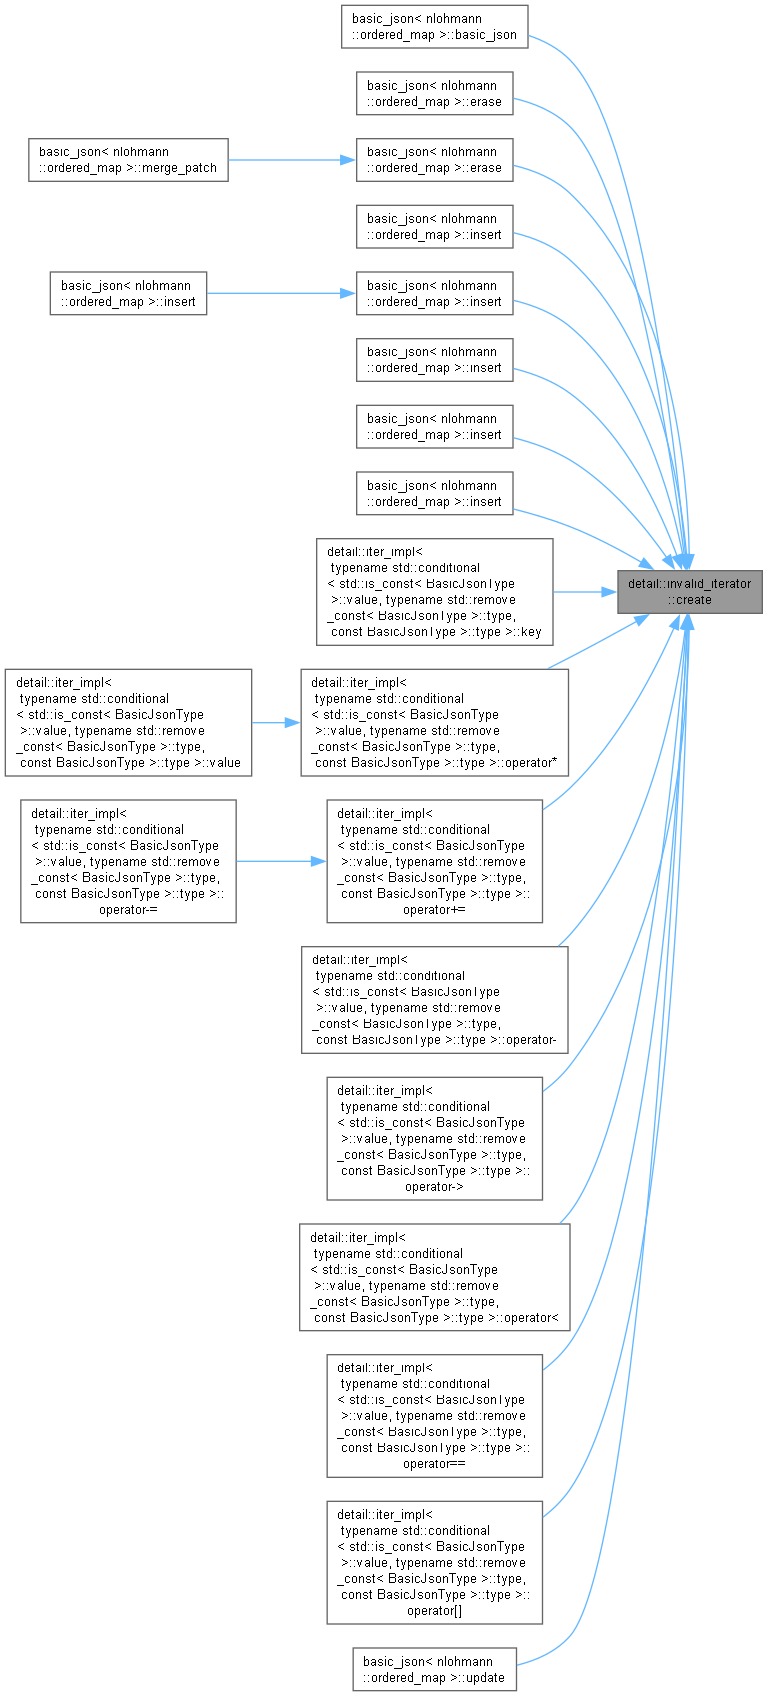 basic_json< nlohmann
::ordered_map >::basic_json
basic_json< nlohmann
::ordered_map >::erase
basic_json< nlohmann
::ordered_map >::merge_patch
basic_json< nlohmann
::ordered_map >::erase
basic_json< nlohmann
::ordered_map >::insert
basic_json< nlohmann
::ordered_map >::insert
basic_json< nlohmann
::ordered_map >::insert
basic_json< nlohmann
::ordered_map >::insert
basic_json< nlohmann
::ordered_map >::insert
basic_json< nlohmann
::ordered_map >::insert
detail::iter_impl<
typename std::conditional
< std::is_const< BasicJsonType
>::value, typename std::remove
_const< BasicJsonType >::type,
const BasicJsonType >::type >::key
detail::invalid_iterator
::create
detail::iter_impl<
typename std::conditional
< std::is_const< BasicJsonType
>::value, typename std::remove
_const< BasicJsonType >::type,
const BasicJsonType >::type >::value
detail::iter_impl<
typename std::conditional
< std::is_const< BasicJsonType
>::value, typename std::remove
_const< BasicJsonType >::type,
const BasicJsonType >::type >::operator*
detail::iter_impl<
typename std::conditional
< std::is_const< BasicJsonType
>::value, typename std::remove
_const< BasicJsonType >::type,
const BasicJsonType >::type >::
operator-=
detail::iter_impl<
typename std::conditional
< std::is_const< BasicJsonType
>::value, typename std::remove
_const< BasicJsonType >::type,
const BasicJsonType >::type >::
operator+=
detail::iter_impl<
typename std::conditional
< std::is_const< BasicJsonType
>::value, typename std::remove
_const< BasicJsonType >::type,
const BasicJsonType >::type >::operator-
detail::iter_impl<
typename std::conditional
< std::is_const< BasicJsonType
>::value, typename std::remove
_const< BasicJsonType >::type,
const BasicJsonType >::type >::
operator->
detail::iter_impl<
typename std::conditional
< std::is_const< BasicJsonType
>::value, typename std::remove
_const< BasicJsonType >::type,
const BasicJsonType >::type >::operator<
detail::iter_impl<
typename std::conditional
< std::is_const< BasicJsonType
>::value, typename std::remove
_const< BasicJsonType >::type,
const BasicJsonType >::type >::
operator==
detail::iter_impl<
typename std::conditional
< std::is_const< BasicJsonType
>::value, typename std::remove
_const< BasicJsonType >::type,
const BasicJsonType >::type >::
operator[]
basic_json< nlohmann
::ordered_map >::update